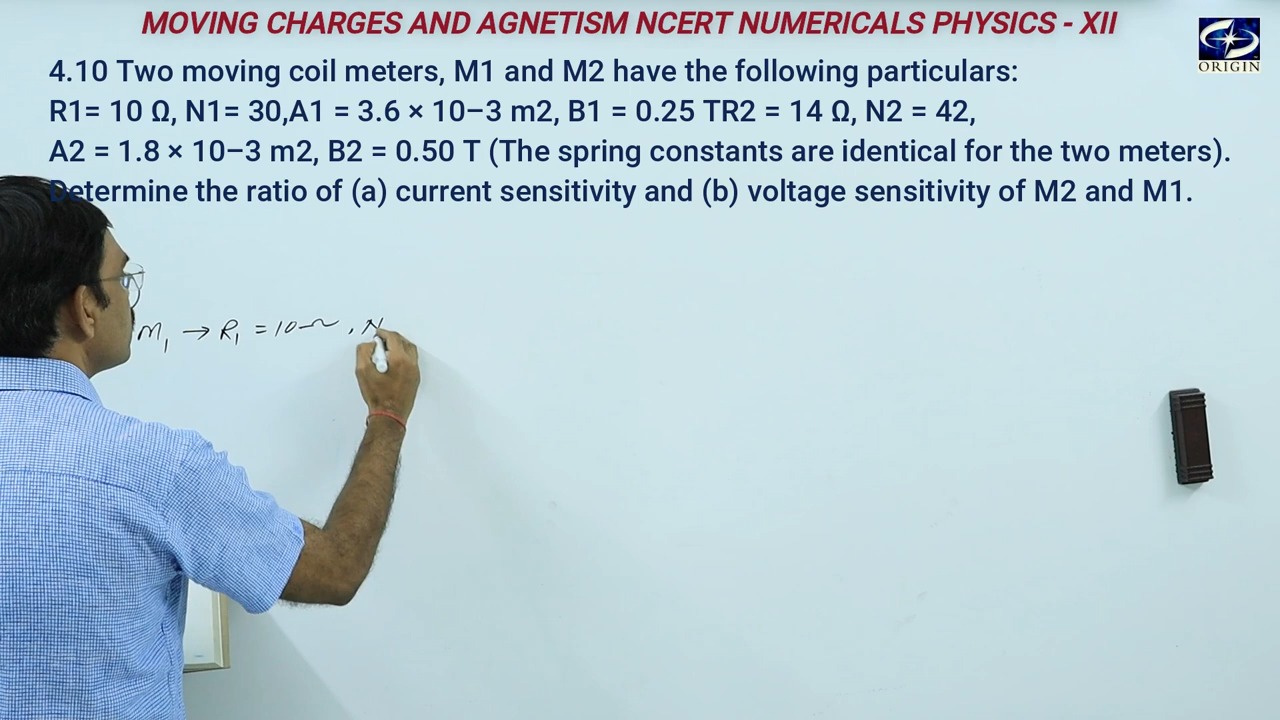 MOVING CHARGES AND AGNETISM NCERT NUMERICALS PHYSICS - XII
ORIGIN
4.10 Two moving coil meters, M1 and M2 have the following particulars:
R1= 10 Ω, N1= 30,A1 = 3.6 × 10–3 m2, B1 = 0.25 TR2 = 14 Ω, N2 = 42,
A2 = 1.8 × 10–3 m2, B2 = 0.50 T (The spring constants are identical for the two meters).
Determine the ratio of (a) current sensitivity and (b) voltage sensitivity of M2 and M1.
M₁ → R₁ = 10 Ω, N